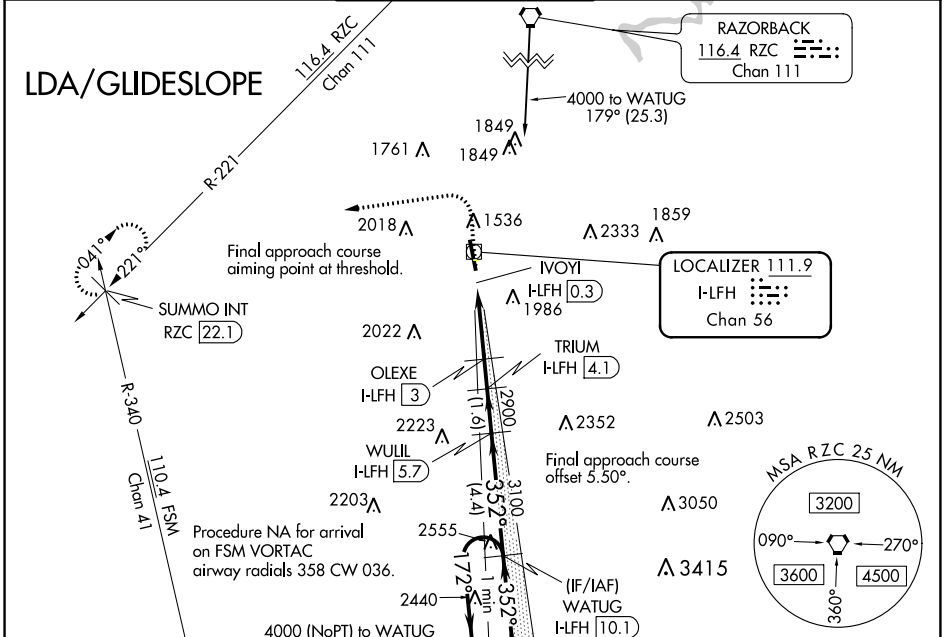 LDA/GLIDESLOPE
116.4 RZC
Chan 111
R-221
RAZORBACK
116.4 RZC
Chan 111
4000 to WATUG
179° (25.3)
1849
1849
1761
2018
1536
2333
1859
041°
221°
Final approach course
aiming point at threshold.
IVOYI
I-LFH 0.3
LOCALIZER 111.9
I-LFH
Chan 56
1986
SUMMO INT
RZC 22.1
2022
TRIUM
I-LFH 4.1
OLEXE
I-LFH 3
R-340
110.4 FSM
Chan 41
(1.6)
2900
2223
2352
2503
WULIL
I-LFH 5.7
Final approach course
offset 5.50°.
352°
(4.4)
3100
2203
3050
Procedure NA for arrival
on FSM VORTAC
airway radials 358 CW 036.
2555
3415
172°
1 min
352°
2440
(IF/IAF)
WATUG
I-LFH 10.1
4000 (NoPT) to WATUG
MSA RZC 25 NM
3200
090°
270°
3600
4500
360°